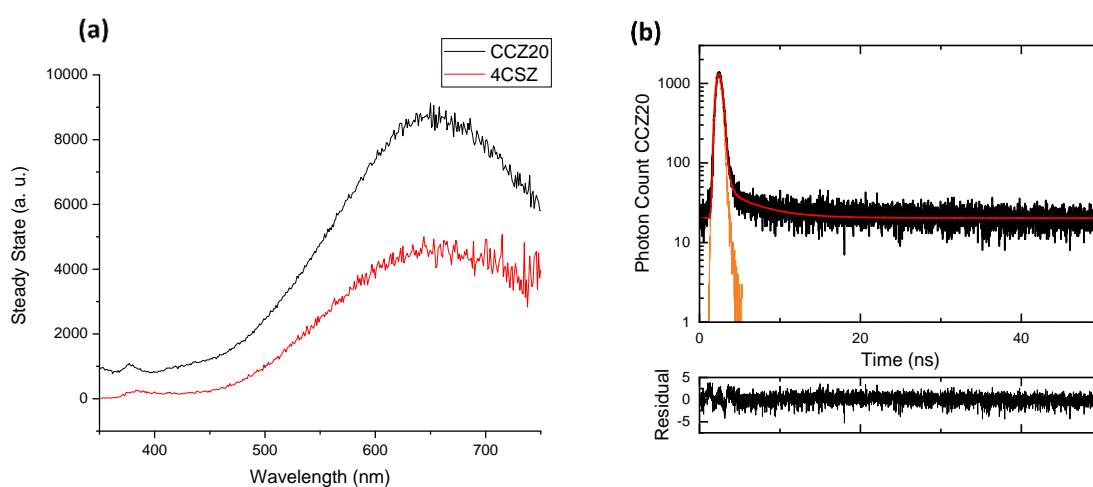 (a)
CCZ20
4CSZ
10000
8000
6000
4000
2000
0
Steady State (a. u.)
400
500
600
700
Wavelength (nm)
(b)
1000
100
10
1
Photon Count CCZ20
0
20
40
Time (ns)
5
0
-5
Residual